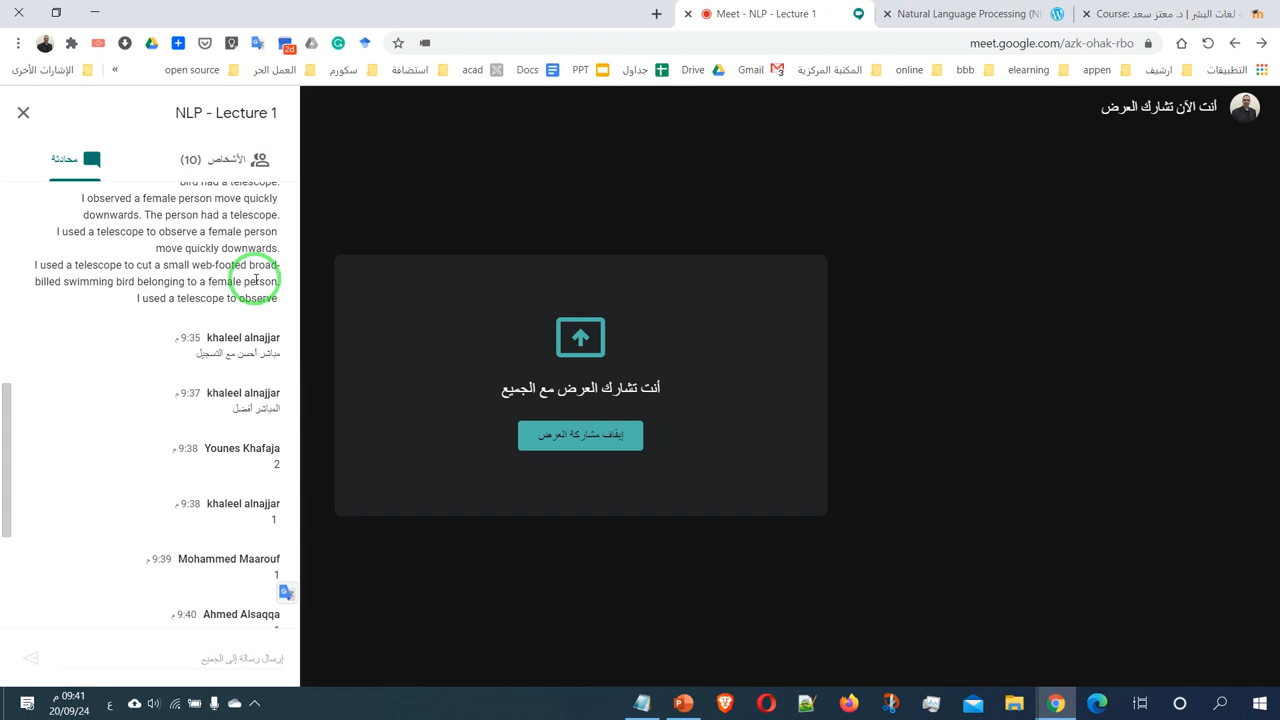 Meet - NLP - Lecture 1
Natural Language Processing (NLP)
Course: لغات البشر | د. معتز سعد
meet.google.com/azk-ohak-rbo
2d
التطبيقات
ارشيف
appen
elearning
bbb
online
المكتبة المركزية
Gmail
Drive
جداول
PPT
Docs
acad
استضافة
سكورم
العمل الحر
open source
«
الإشارات الأخرى
NLP - Lecture 1
أنت الآن تشارك العرض
الأشخاص (10)
محادثة
bird had a telescope.
I observed a female person move quickly
downwards. The person had a telescope.
I used a telescope to observe a female person
move quickly downwards.
I used a telescope to cut a small web-footed broad-
billed swimming bird belonging to a female person.
I used a telescope to observe
khaleel alnajjar 9:35 م
مباشر أحسن مع التسجيل
khaleel alnajjar 9:37 م
المباشر أفضل
Younes Khafaja 9:38 م
2
khaleel alnajjar 9:38 م
1
Mohammed Maarouf 9:39 م
1
Ahmed Alsaqqa 9:40 م
إرسال رسالة إلى الجميع
أنت تشارك العرض مع الجميع
إيقاف مشاركة العرض
09:41 م
20/09/24
ع